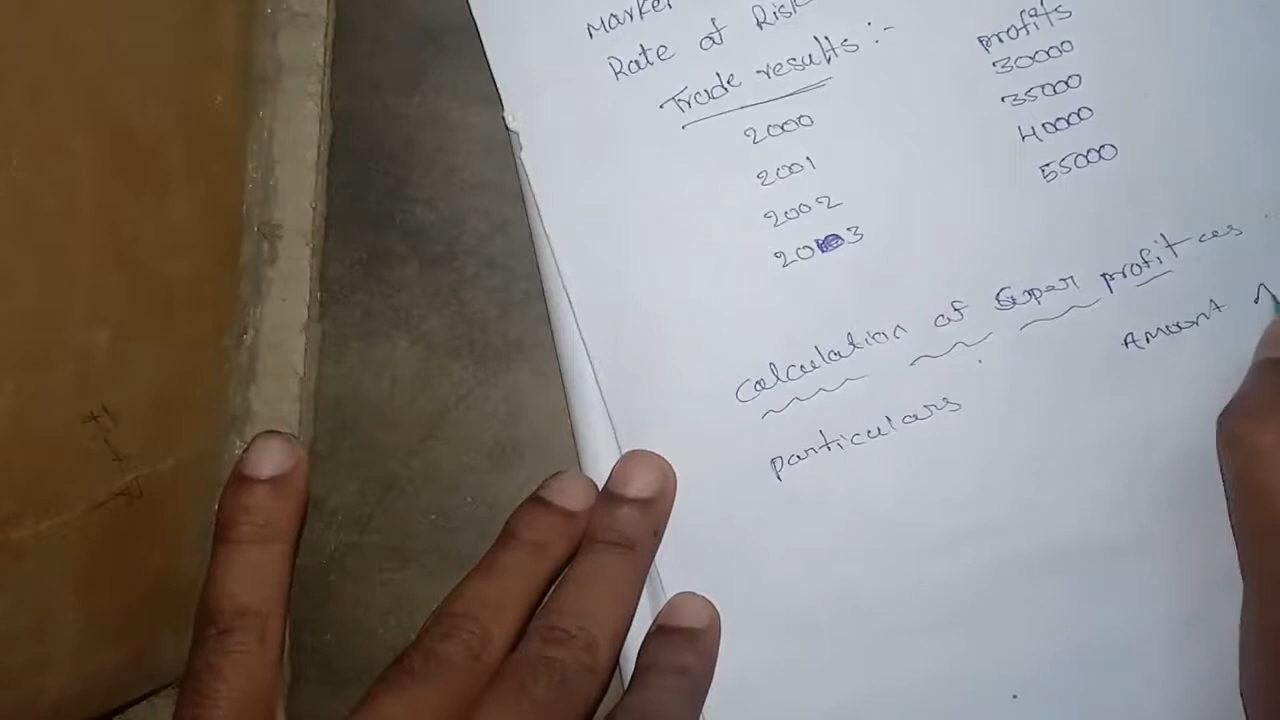 Rate of Risk
Trade results :- profits
2000 30000
2001 35000
2002 40000
2003 55000
calculation of Super profit
particulars Amount